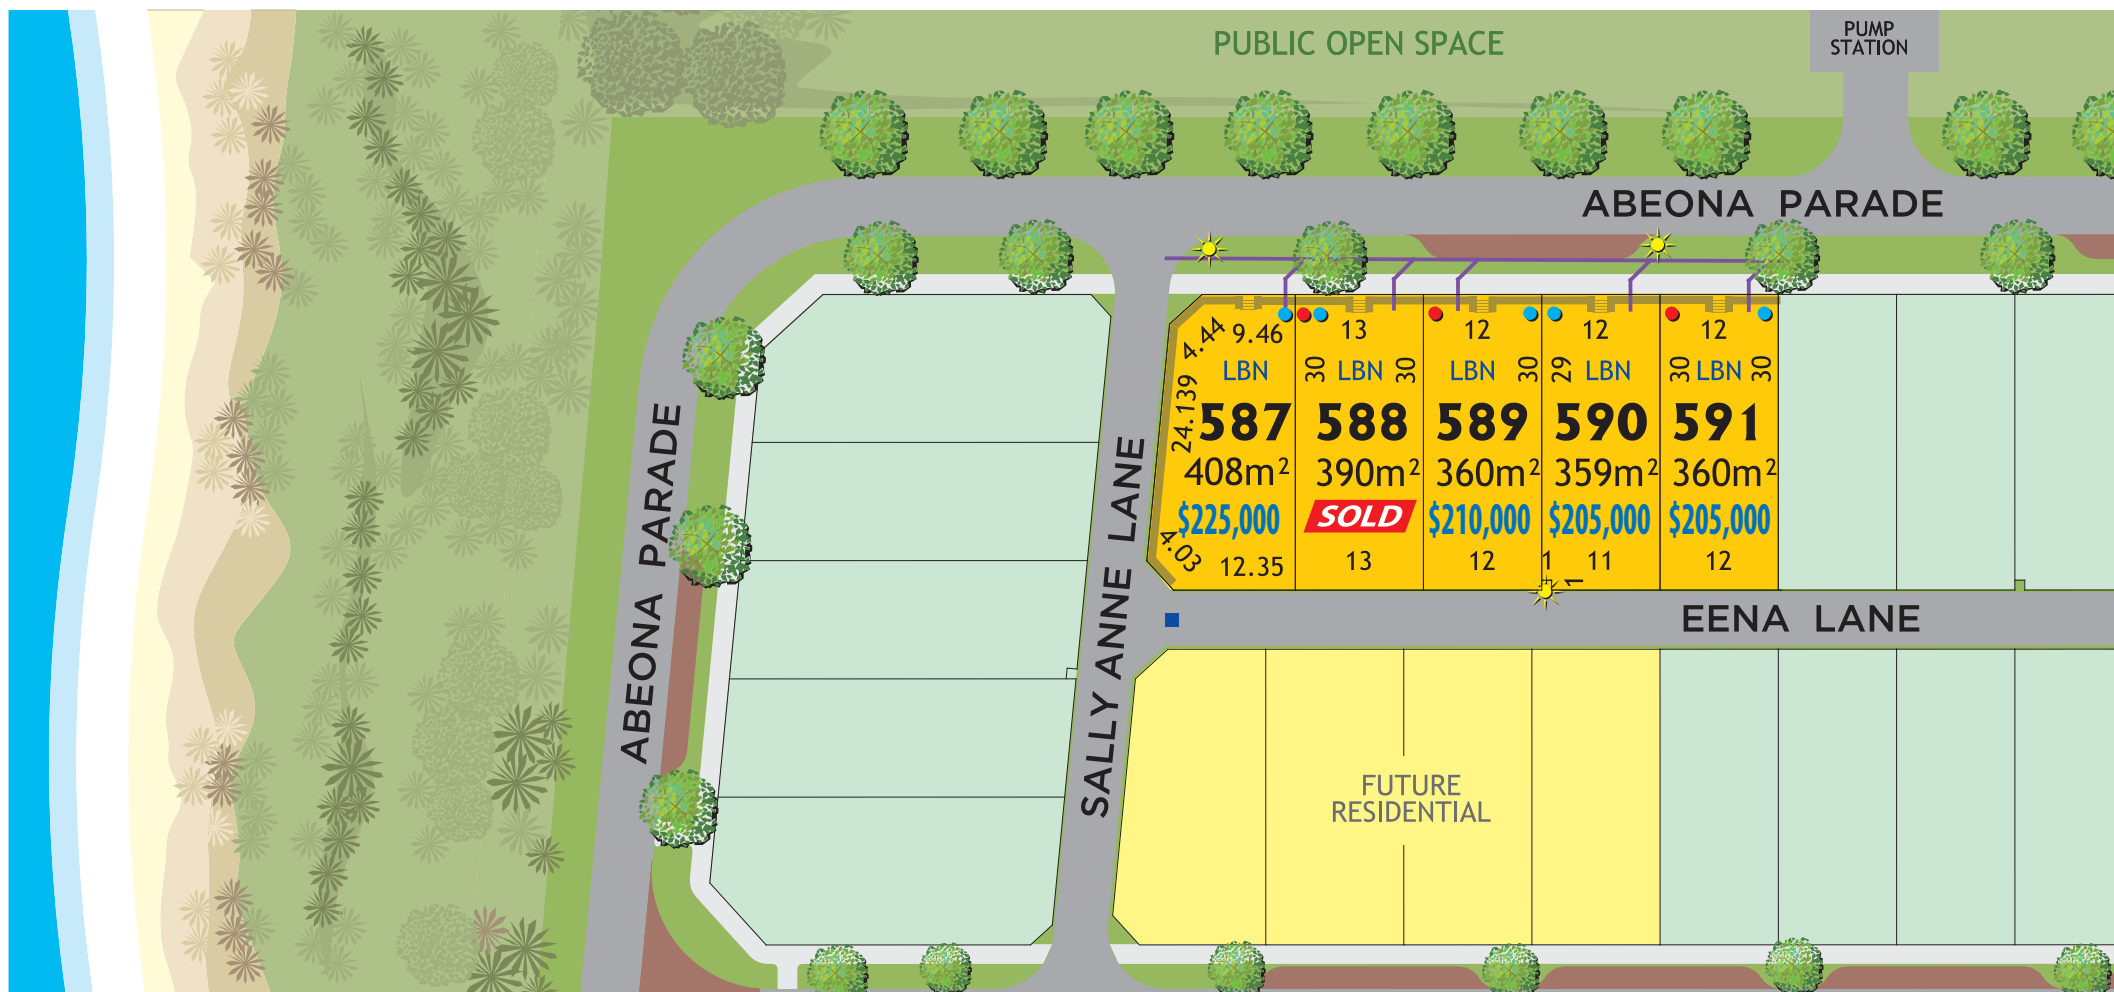 PUBLIC OPEN SPACE
PUMP
STATION
ABEONA PARADE
4.44
9.46
13
12
12
12
24.139
LBN
30
LBN
30
LBN
30
29
LBN
30
LBN
30
587
588
589
590
591
408m²
390m²
360m²
359m²
360m²
$225,000
SOLD
$210,000
$205,000
$205,000
4.03
12.35
13
12
1
1
11
12
ABEONA PARADE
SALLY ANNE LANE
EENA LANE
FUTURE
RESIDENTIAL